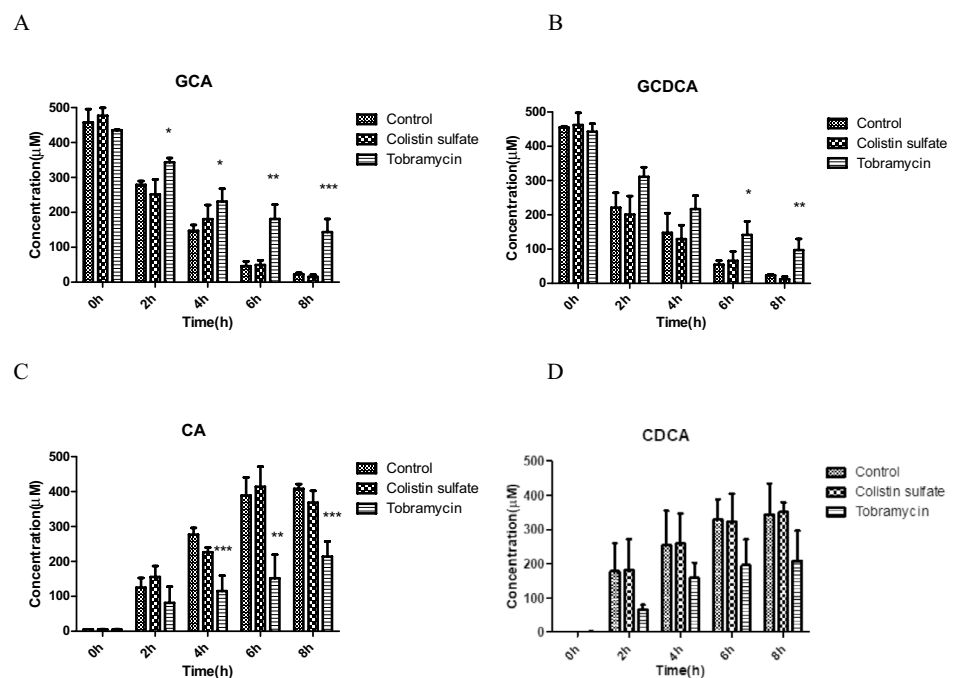 A
GCA
500
400
300
200
100
0
Concentration(µM)
*
*
**
***
0h
2h
4h
6h
8h
Time(h)
Control
Colistin sulfate
Tobramycin
B
GCDCA
500
400
300
200
100
0
Concentration(µM)
*
**
0h
2h
4h
6h
8h
Time(h)
Control
Colistin sulfate
Tobramycin
C
CA
500
400
300
200
100
0
Concentration(µM)
***
**
***
0h
2h
4h
6h
8h
Time(h)
Control
Colistin sulfate
Tobramycin
D
CDCA
500
400
300
200
100
0
Concentration(µM)
0h
2h
4h
6h
8h
Time(h)
Control
Colistin sulfate
Tobramycin